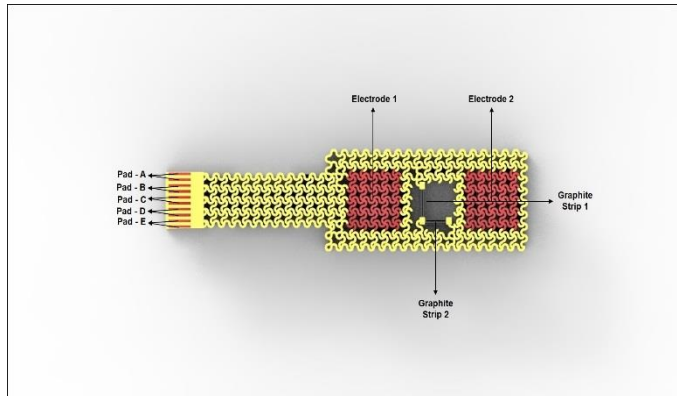 Electrode 1
Electrode 2
Pad - A
Pad - B
Pad - C
Pad - D
Pad - E
Graphite
Strip 1
Graphite
Strip 2